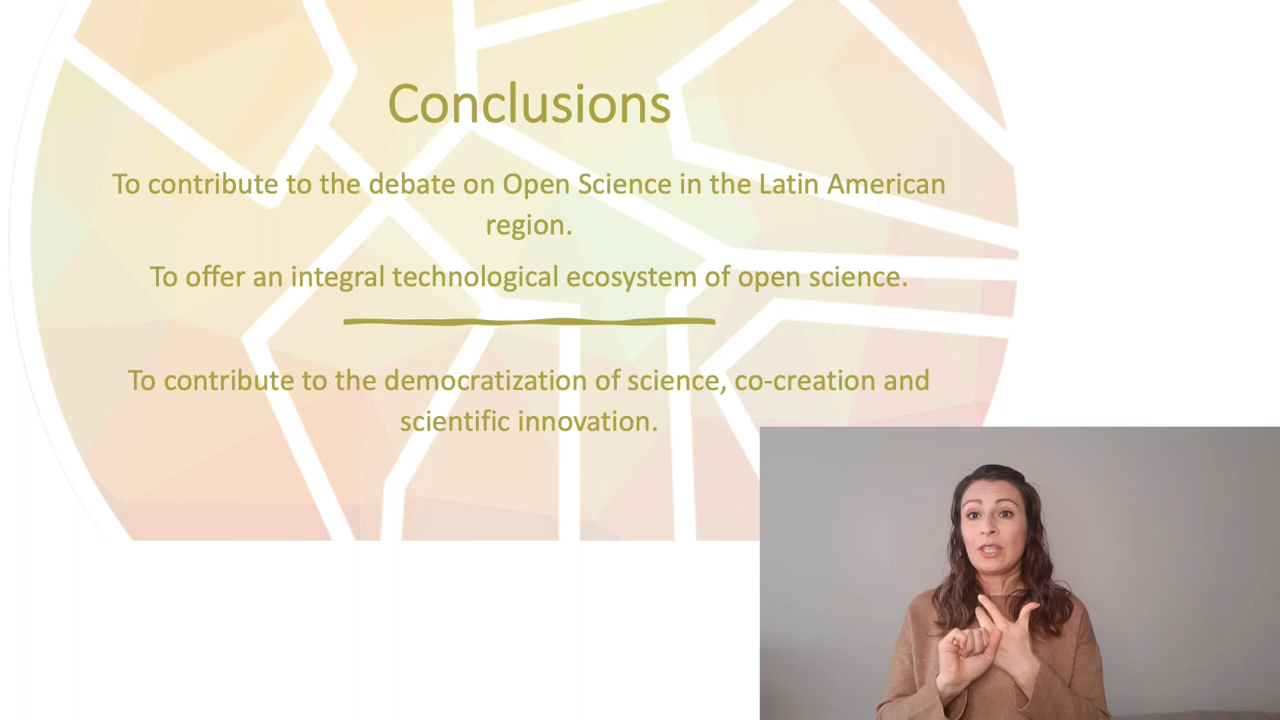 Conclusions
To contribute to the debate on Open Science in the Latin American
region.
To offer an integral technological ecosystem of open science.
To contribute to the democratization of science, co-creation and
scientific innovation.